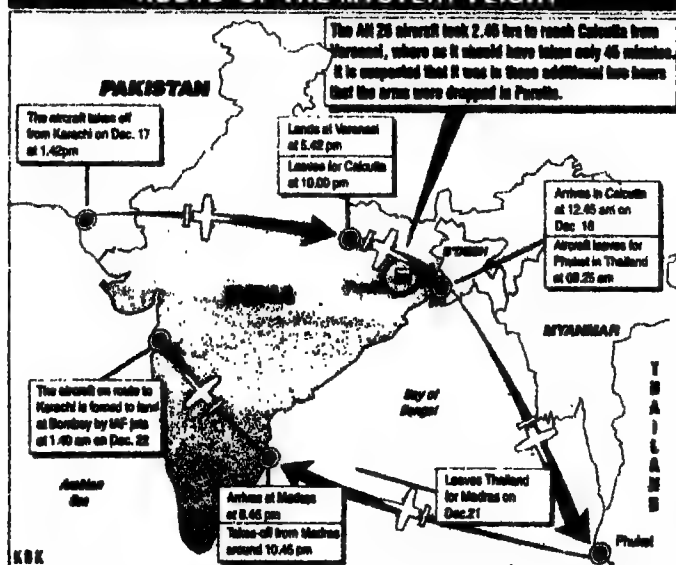 ROUTE OF THE MYSTERY FLIGHT
The AN 26 aircraft took 2.45 hrs to reach Calcutta from
Varanasi, where as it should have taken only 45 minutes.
It is suspected that it was in these additional two hours
that the arms were dropped in Purulia.
PAKISTAN
The aircraft takes off
from Karachi on Dec. 17
at 1.42pm
Lands at Varanasi
at 5.42 pm
Leaves for Calcutta
at 10.00 pm
Arrives in Calcutta
at 12.45 am on
Dec 18
Aircraft leaves for
Phuket in Thailand
at 08.25 am
B'DESH
INDIA
MYANMAR
THAILAND
Bay of
Bengal
The aircraft en route to
Karachi is forced to land
at Bombay by IAF jets
at 1.40 am on Dec. 22
Arabian
Sea
Arrives at Madras
at 8.45 pm
Takes-off from Madras
around 10.45 pm
Leaves Thailand
for Madras on
Dec.21
Phuket
KBK